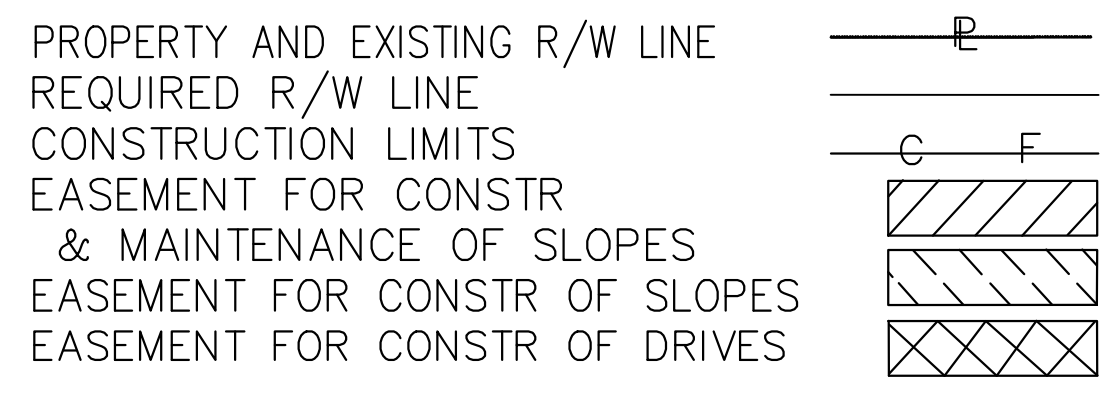 PROPERTY AND EXISTING R/W LINE PL
REQUIRED R/W LINE
CONSTRUCTION LIMITS C F
EASEMENT FOR CONSTR
& MAINTENANCE OF SLOPES
EASEMENT FOR CONSTR OF SLOPES
EASEMENT FOR CONSTR OF DRIVES